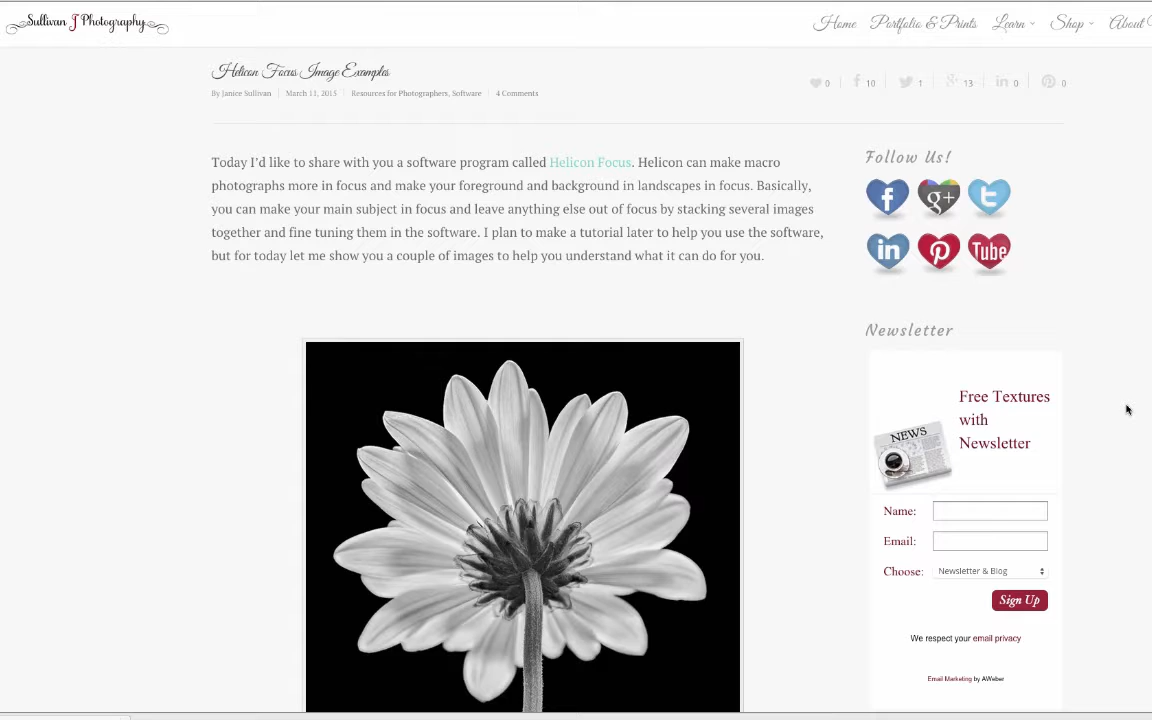 Sullivan J Photography
Home Portfolio & Prints Learn Shop About
Helicon Focus Image Examples
By Janice Sullivan March 11, 2015 Resources for Photographers, Software 4 Comments
0 10 1 13 0 0
Today I'd like to share with you a software program called Helicon Focus. Helicon can make macro
photographs more in focus and make your foreground and background in landscapes in focus. Basically,
you can make your main subject in focus and leave anything else out of focus by stacking several images
together and fine tuning them in the software. I plan to make a tutorial later to help you use the software,
but for today let me show you a couple of images to help you understand what it can do for you.
Follow Us!
f g+ t
in P Tube
Newsletter
Free Textures
with
Newsletter
NEWS
Name:
Email:
Choose: Newsletter & Blog
Sign Up
We respect your email privacy
Email Marketing by AWeber